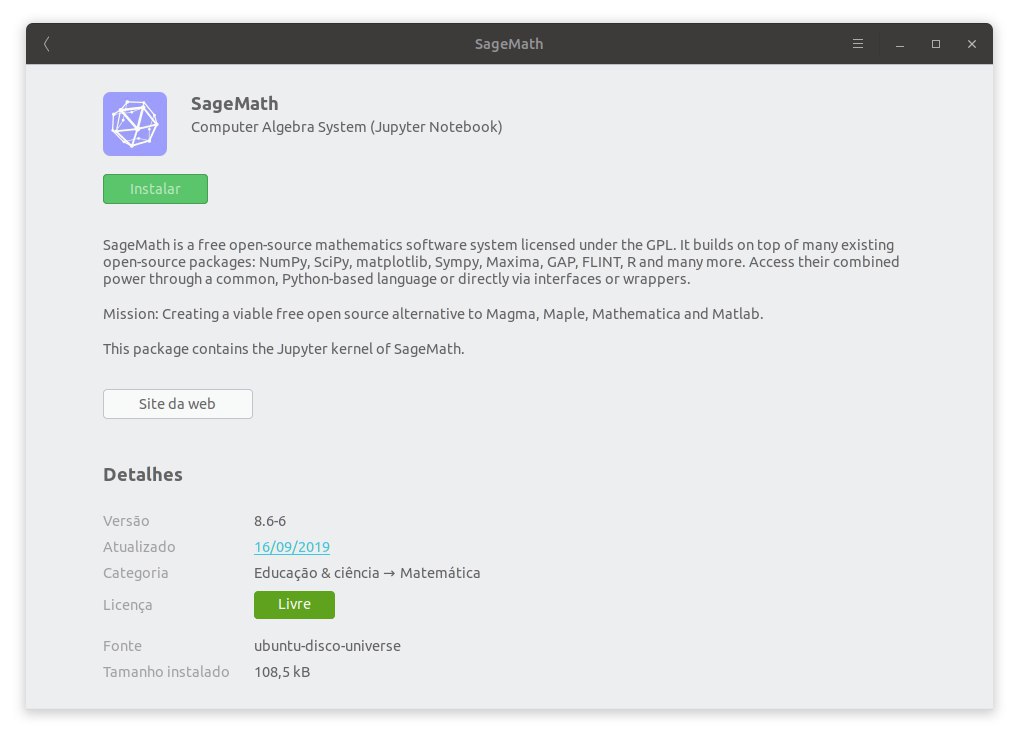 SageMath
SageMath
Computer Algebra System (Jupyter Notebook)
Instalar
SageMath is a free open-source mathematics software system licensed under the GPL. It builds on top of many existing
open-source packages: NumPy, SciPy, matplotlib, Sympy, Maxima, GAP, FLINT, R and many more. Access their combined
power through a common, Python-based language or directly via interfaces or wrappers.
Mission: Creating a viable free open source alternative to Magma, Maple, Mathematica and Matlab.
This package contains the Jupyter kernel of SageMath.
Site da web
Detalhes
Versão 8.6-6
Atualizado 16/09/2019
Categoria Educação & ciência → Matemática
Licença Livre
Fonte ubuntu-disco-universe
Tamanho instalado 108,5 kB